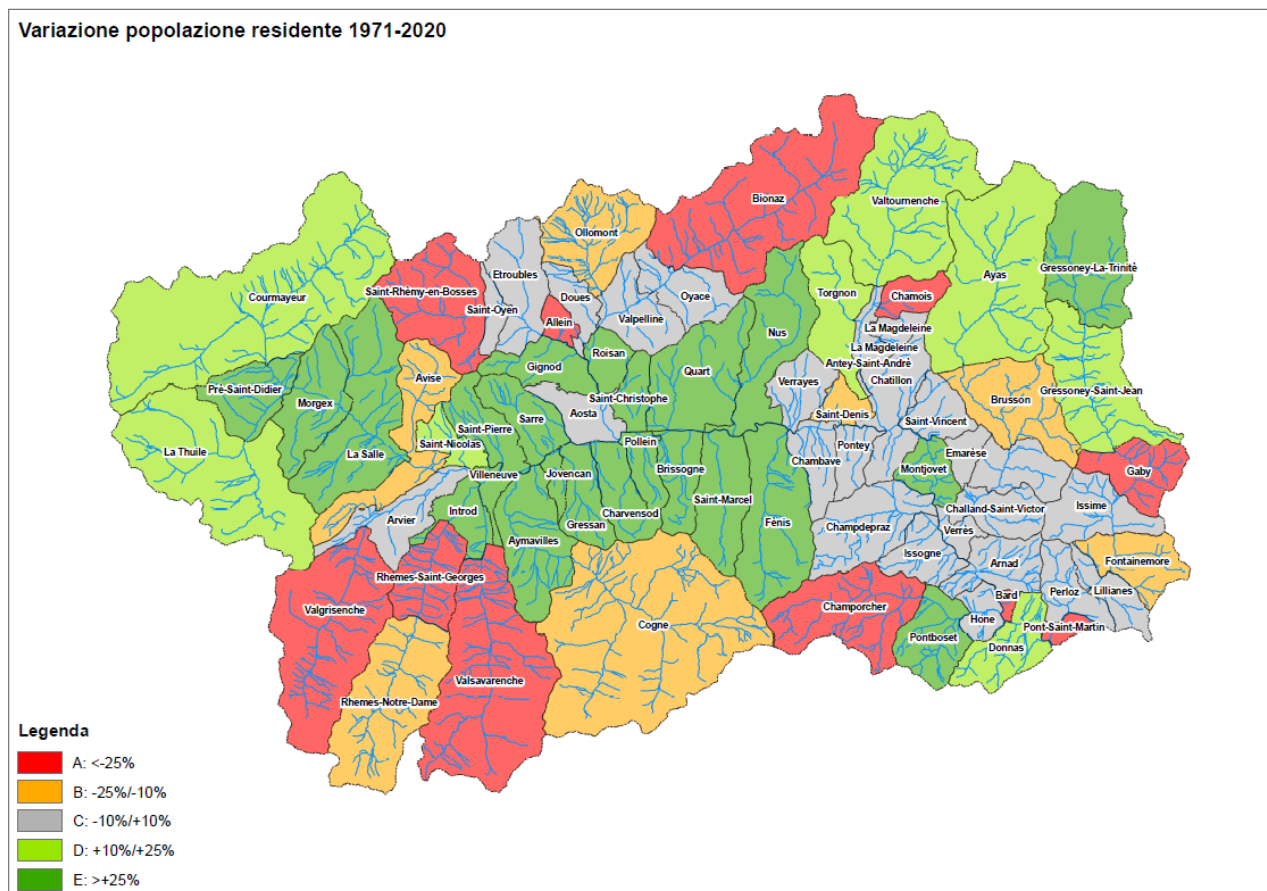 Variazione popolazione residente 1971-2020
Bionaz
Valtournenche
Ollomont
Gressoney-La-Trinité
Etroubles
Ayas
Saint-Rhémy-en-Bosses
Torgnon
Courmayeur
Doues
Oyace
Chamois
Saint-Oyen
Allein
Valpelline
La Magdeleine
Nus
La Magdeleine
Roisan
Gignod
Antey-Saint-André
Quart
Avise
Verrayes
Chatillon
Pré-Saint-Didier
Gressoney-Saint-Jean
Saint-Christophe
Brusson
Morgex
Aosta
Saint-Denis
Sarre
Saint-Vincent
Saint-Pierre
Saint-Nicolas
Pollein
Pontey
La Thuile
La Salle
Emarèse
Chambave
Brissogne
Montjovet
Gaby
Villeneuve
Jovencan
Saint-Marcel
Issime
Introd
Challand-Saint-Victor
Charvensod
Arvier
Gressan
Fènis
Champdepraz
Verrès
Aymavilles
Issogne
Fontainemore
Arnad
Rhemes-Saint-Georges
Lillianes
Perloz
Bard
Champorcher
Valgrisenche
Hone
Cogne
Pont-Saint-Martin
Pontboset
Donnas
Valsavarenche
Rhemes-Notre-Dame
Legenda
A: <-25%
B: -25%/-10%
C: -10%/+10%
D: +10%/+25%
E: >+25%